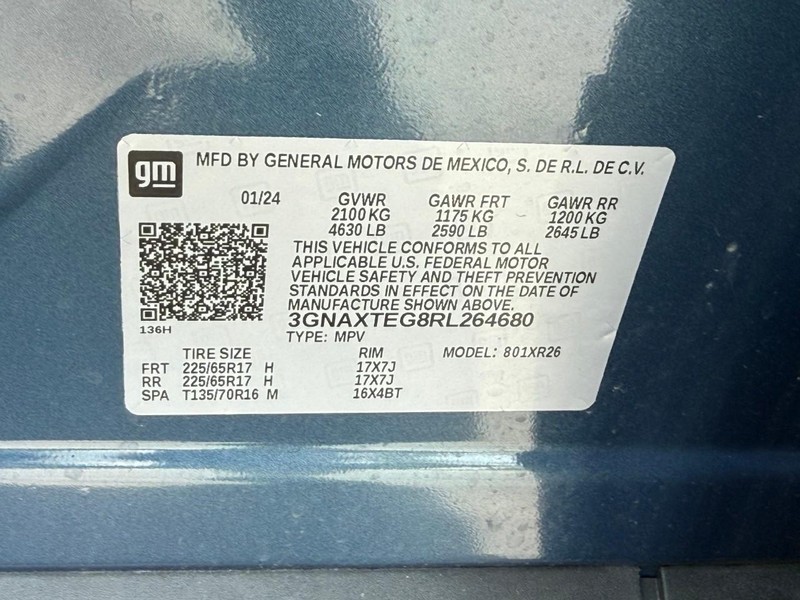 gm MFD BY GENERAL MOTORS DE MEXICO, S. DE R.L. DE C.V.
01/24 GVWR GAWR FRT GAWR RR
2100 KG 1175 KG 1200 KG
4630 LB 2590 LB 2645 LB
THIS VEHICLE CONFORMS TO ALL
APPLICABLE U.S. FEDERAL MOTOR
VEHICLE SAFETY AND THEFT PREVENTION
STANDARDS IN EFFECT ON THE DATE OF
MANUFACTURE SHOWN ABOVE.
3GNAXTEG8RL264680
136H
TYPE: MPV
TIRE SIZE RIM MODEL: 801XR26
FRT 225/65R17 H 17X7J
RR 225/65R17 H 17X7J
SPA T135/70R16 M 16X4BT